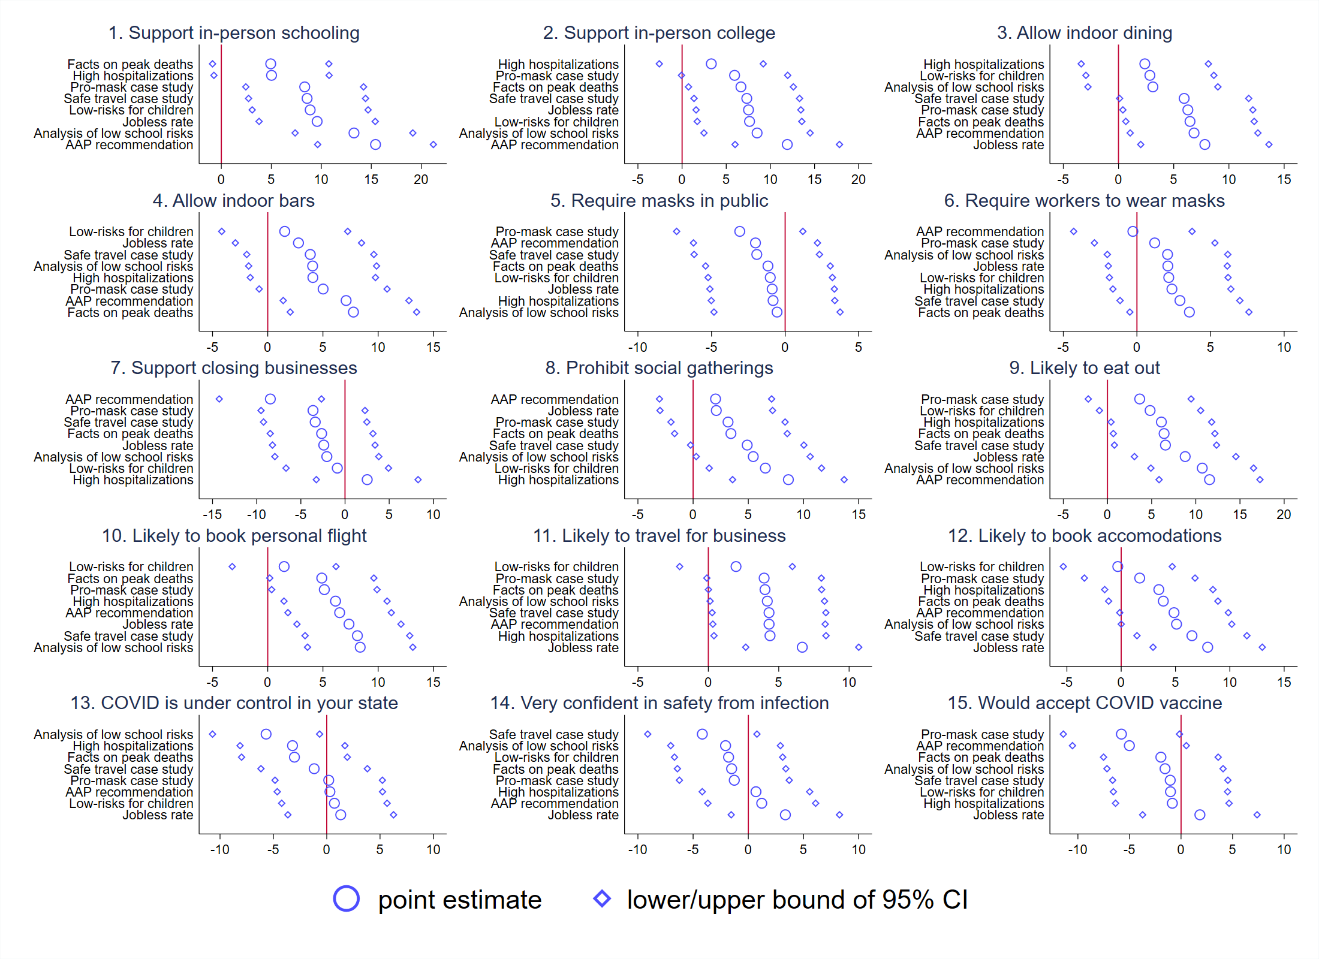 1. Support in-person schooling
Facts on peak deaths
High hospitalizations
Pro-mask case study
Safe travel case study
Low-risks for children
Jobless rate
Analysis of low school risks
AAP recommendation
0 5 10 15 20
2. Support in-person college
High hospitalizations
Pro-mask case study
Facts on peak deaths
Safe travel case study
Jobless rate
Low-risks for children
Analysis of low school risks
AAP recommendation
-5 0 5 10 15 20
3. Allow indoor dining
High hospitalizations
Low-risks for children
Analysis of low school risks
Safe travel case study
Pro-mask case study
Facts on peak deaths
AAP recommendation
Jobless rate
-5 0 5 10 15
4. Allow indoor bars
Low-risks for children
Jobless rate
Safe travel case study
Analysis of low school risks
High hospitalizations
Pro-mask case study
AAP recommendation
Facts on peak deaths
-5 0 5 10 15
5. Require masks in public
Pro-mask case study
AAP recommendation
Safe travel case study
Facts on peak deaths
Low-risks for children
Jobless rate
High hospitalizations
Analysis of low school risks
-10 -5 0 5
6. Require workers to wear masks
AAP recommendation
Pro-mask case study
Analysis of low school risks
Jobless rate
Low-risks for children
High hospitalizations
Safe travel case study
Facts on peak deaths
-5 0 5 10
7. Support closing businesses
AAP recommendation
Pro-mask case study
Safe travel case study
Facts on peak deaths
Jobless rate
Analysis of low school risks
Low-risks for children
High hospitalizations
-15 -10 -5 0 5 10
8. Prohibit social gatherings
AAP recommendation
Jobless rate
Pro-mask case study
Facts on peak deaths
Safe travel case study
Analysis of low school risks
Low-risks for children
High hospitalizations
-5 0 5 10 15
9. Likely to eat out
Pro-mask case study
Low-risks for children
High hospitalizations
Facts on peak deaths
Safe travel case study
Jobless rate
Analysis of low school risks
AAP recommendation
-5 0 5 10 15 20
10. Likely to book personal flight
Low-risks for children
Facts on peak deaths
Pro-mask case study
High hospitalizations
AAP recommendation
Jobless rate
Safe travel case study
Analysis of low school risks
-5 0 5 10 15
11. Likely to travel for business
Low-risks for children
Pro-mask case study
Facts on peak deaths
Analysis of low school risks
Safe travel case study
AAP recommendation
High hospitalizations
Jobless rate
-5 0 5 10
12. Likely to book accomodations
Low-risks for children
Pro-mask case study
High hospitalizations
Facts on peak deaths
AAP recommendation
Analysis of low school risks
Safe travel case study
Jobless rate
-5 0 5 10 15
13. COVID is under control in your state
Analysis of low school risks
High hospitalizations
Facts on peak deaths
Safe travel case study
Pro-mask case study
AAP recommendation
Low-risks for children
Jobless rate
-10 -5 0 5 10
14. Very confident in safety from infection
Safe travel case study
Analysis of low school risks
Low-risks for children
Facts on peak deaths
Pro-mask case study
High hospitalizations
AAP recommendation
Jobless rate
-10 -5 0 5 10
15. Would accept COVID vaccine
Pro-mask case study
AAP recommendation
Facts on peak deaths
Analysis of low school risks
Safe travel case study
Low-risks for children
High hospitalizations
Jobless rate
-10 -5 0 5 10
point estimate
lower/upper bound of 95% CI